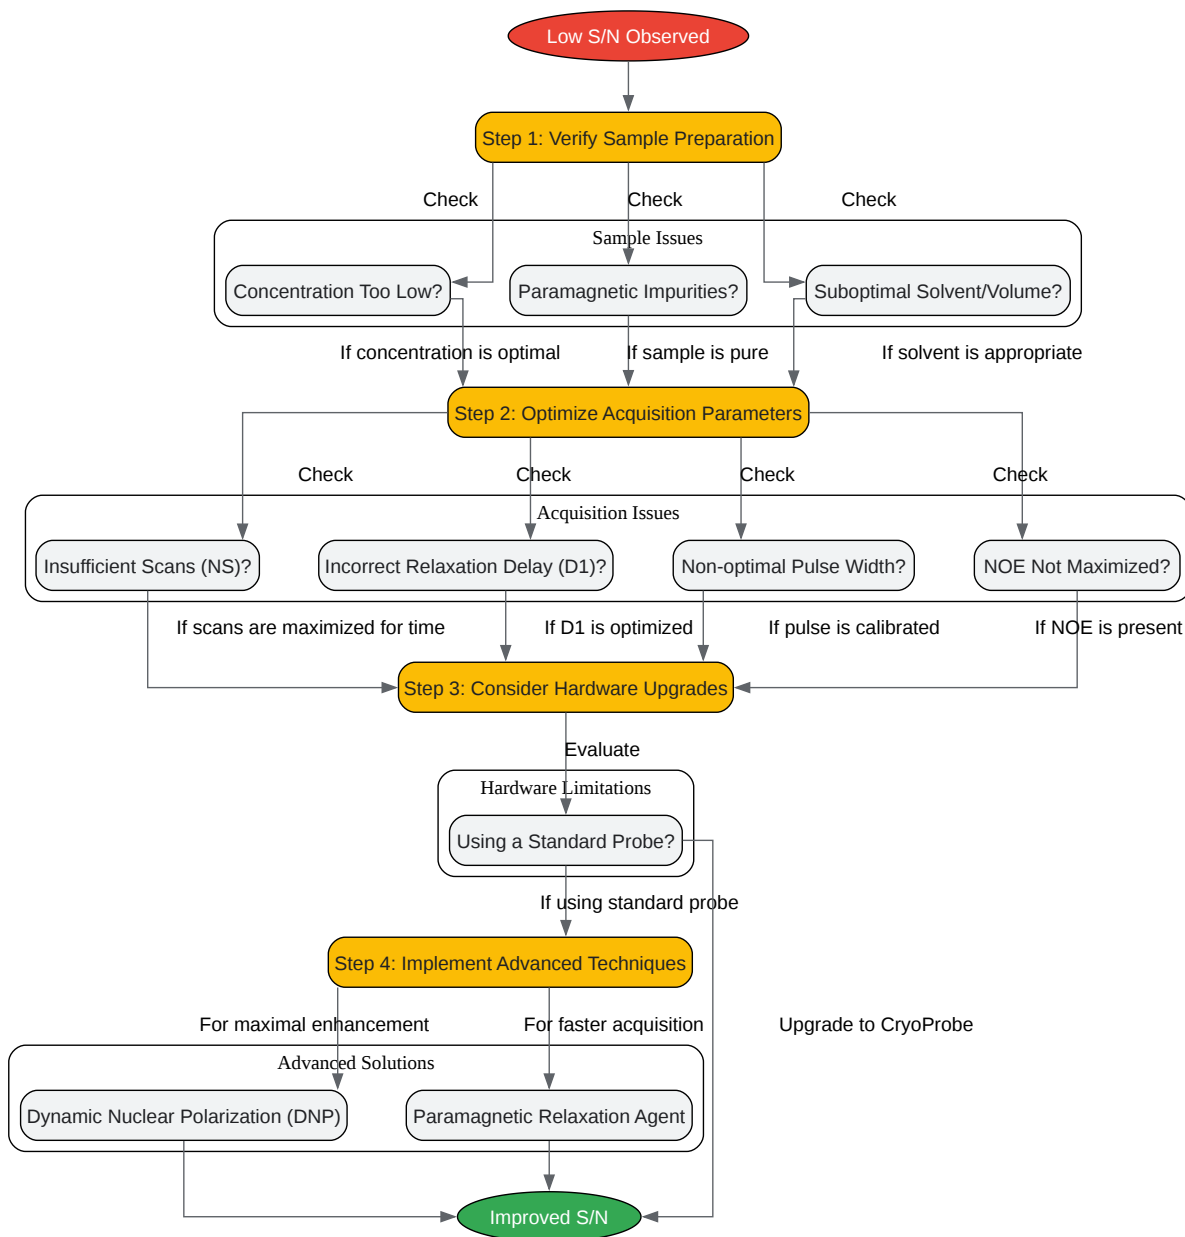 Low S/N Observed
Step 1: Verify Sample Preparation
Check
Check
Check
Sample Issues
Concentration Too Low?
Paramagnetic Impurities?
Suboptimal Solvent/Volume?
If concentration is optimal
If sample is pure
If solvent is appropriate
Step 2: Optimize Acquisition Parameters
Check
Check
Check
Check
Acquisition Issues
Insufficient Scans (NS)?
Incorrect Relaxation Delay (D1)?
Non-optimal Pulse Width?
NOE Not Maximized?
If scans are maximized for time
If D1 is optimized
If pulse is calibrated
If NOE is present
Step 3: Consider Hardware Upgrades
Evaluate
Hardware Limitations
Using a Standard Probe?
If using standard probe
Step 4: Implement Advanced Techniques
For maximal enhancement
For faster acquisition
Upgrade to CryoProbe
Advanced Solutions
Dynamic Nuclear Polarization (DNP)
Paramagnetic Relaxation Agent
Improved S/N